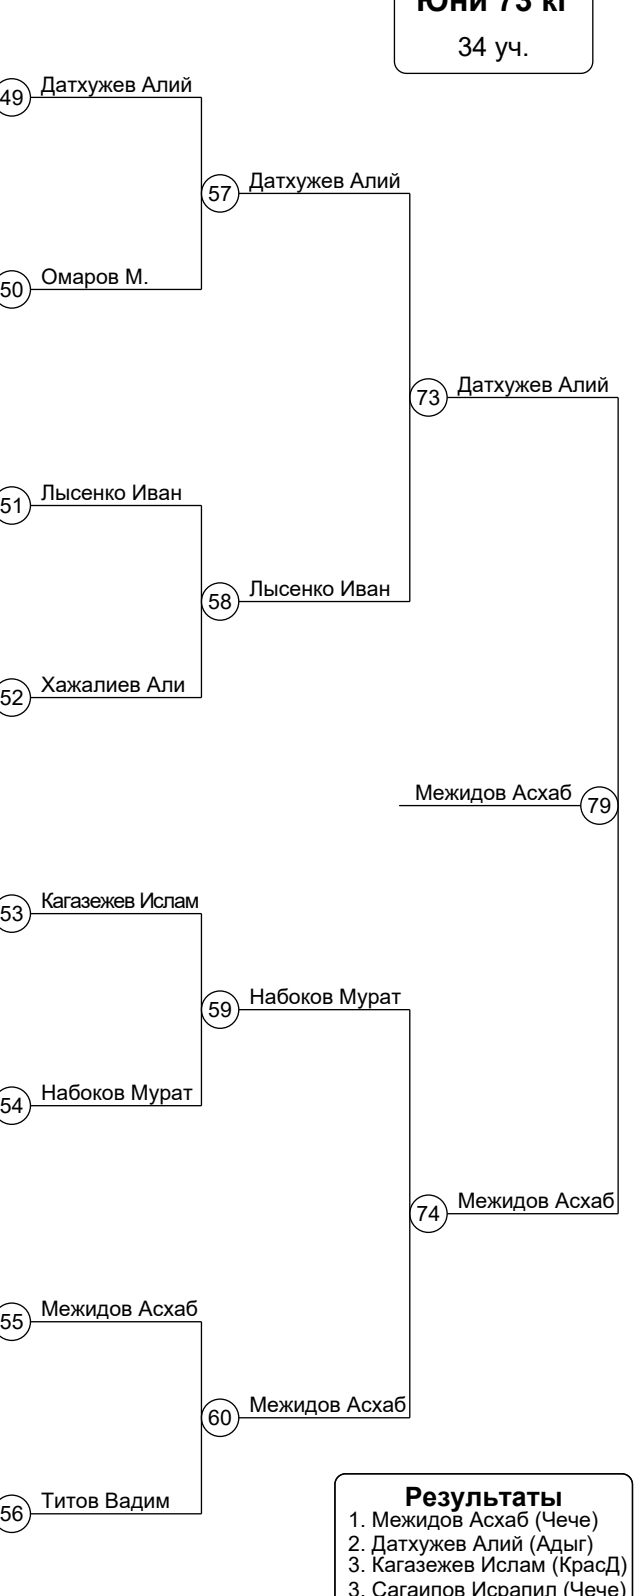 Юни 73 кг
34 уч.
49 Датхужев Алий
57 Датхужев Алий
50 Омаров М.
73 Датхужев Алий
51 Лысенко Иван
58 Лысенко Иван
52 Хажалиев Али
Межидов Асхаб 79
53 Кагазежев Ислам
59 Набоков Мурат
54 Набоков Мурат
74 Межидов Асхаб
55 Межидов Асхаб
60 Межидов Асхаб
56 Титов Вадим
Результаты
1. Межидов Асхаб (Чече)
2. Датхужев Алий (Адыг)
3. Кагазежев Ислам (КрасД)
3. Сагаипов Исрапил (Чече)